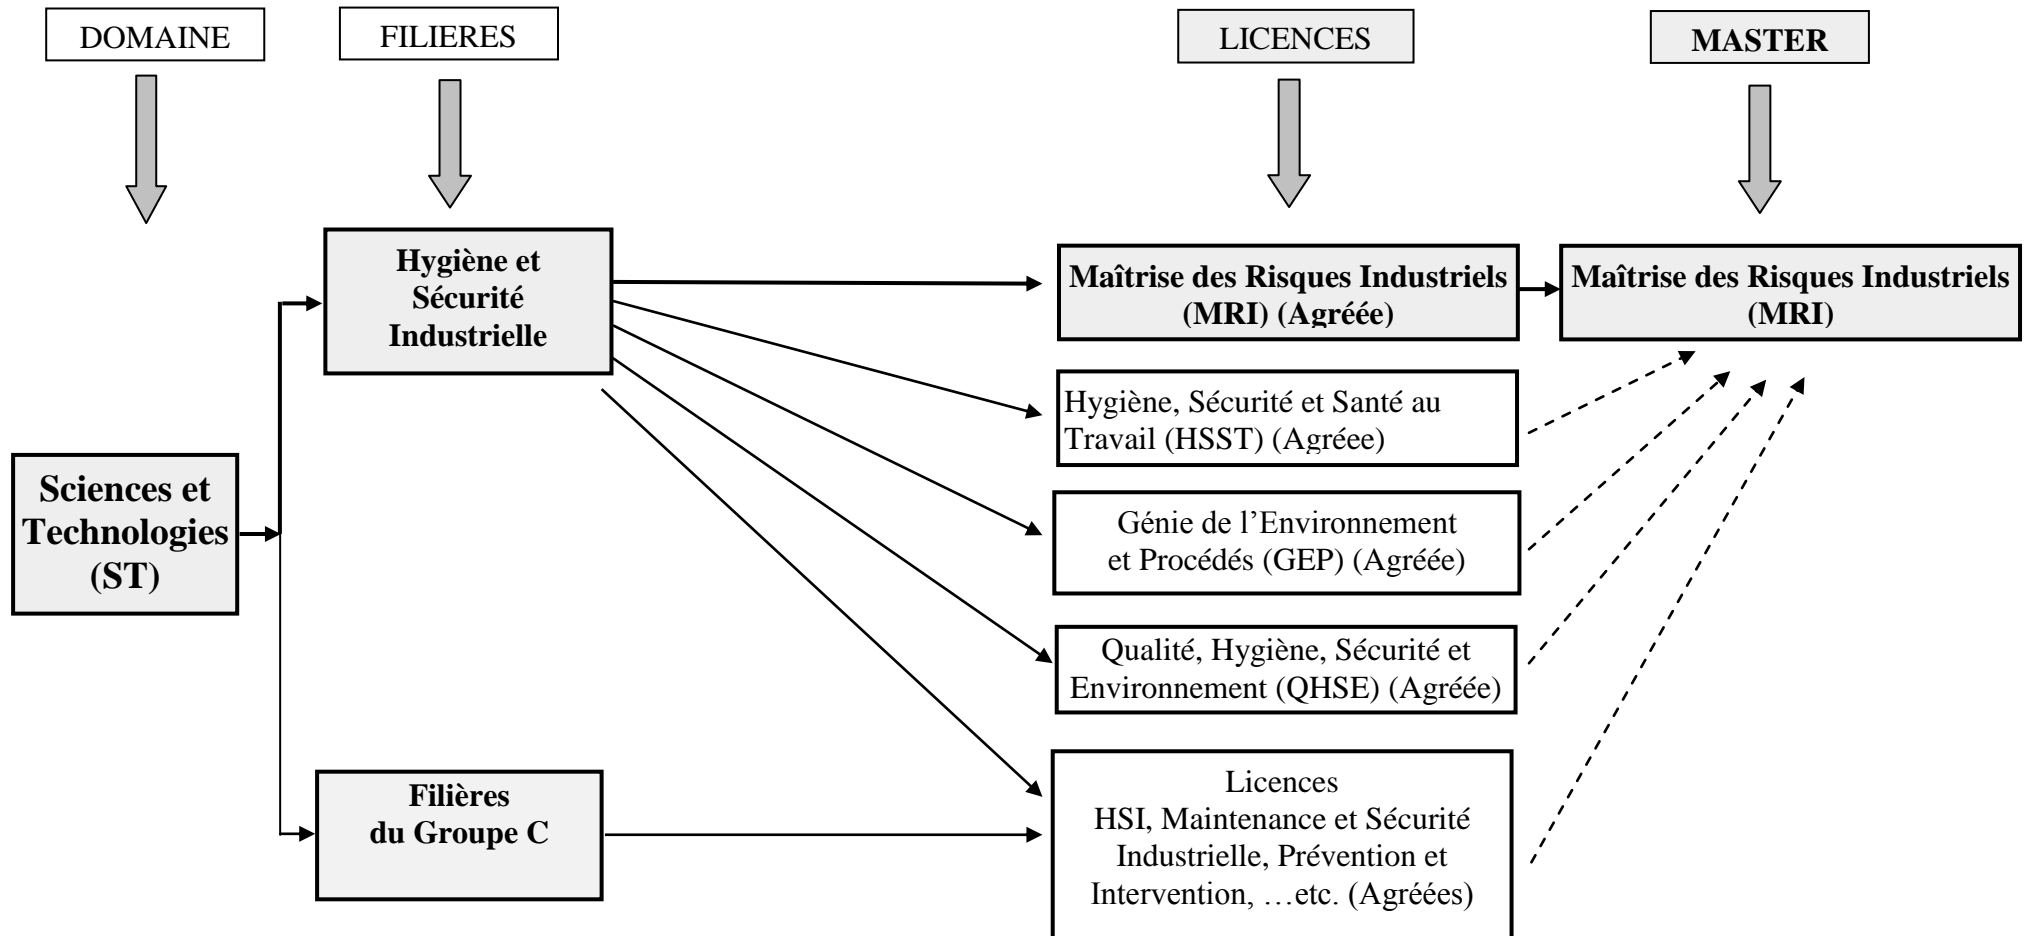 DOMAINE
FILIERES
LICENCES
MASTER
Hygiène et
Sécurité
Industrielle
Maîtrise des Risques Industriels
(MRI) (Agréée)
Maîtrise des Risques Industriels
(MRI)
Hygiène, Sécurité et Santé au
Travail (HSST) (Agréee)
Sciences et
Technologies
(ST)
Génie de l’Environnement
et Procédés (GEP) (Agréée)
Qualité, Hygiène, Sécurité et
Environnement (QHSE) (Agréée)
Filières
du Groupe C
Licences
HSI, Maintenance et Sécurité
Industrielle, Prévention et
Intervention, …etc. (Agréées)